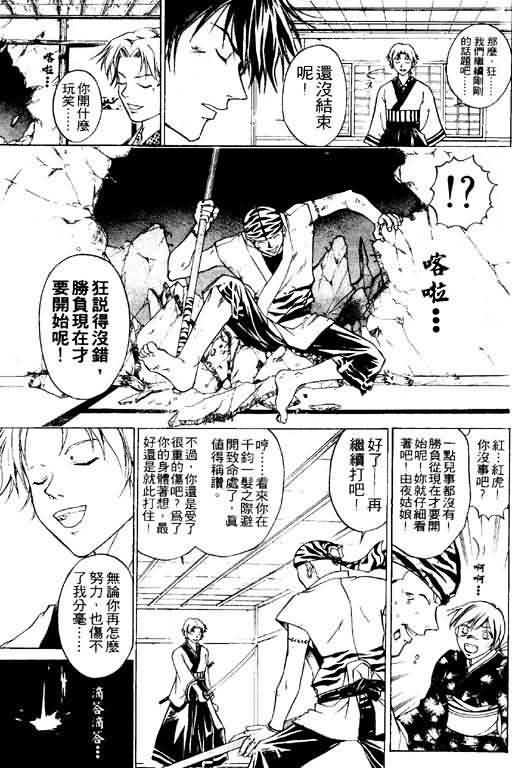 那麼，狂……
我們繼續剛剛
的話題吧……
還沒結束
呢！
你開什麼
玩笑……
喀啦…
!?
喀啦…
狂説得沒錯，
勝負現在才
要開始呢！
紅…紅虎？
你沒事吧？
一點兒事都沒有！
勝負從現在才要開
始呢！妳就仔細看
著吧！由夜姑娘！
啊啊…
好了——再
繼續打吧！
哼……看來你在
千鈞一髮之際避
開致命處了，真
值得稱讚。
不過，你還是受了
很重的傷吧？為了
你的身體著想，最
好還是就此打住！
無論你再怎麼
努力，也傷不
了我分毫……
滴答滴答…